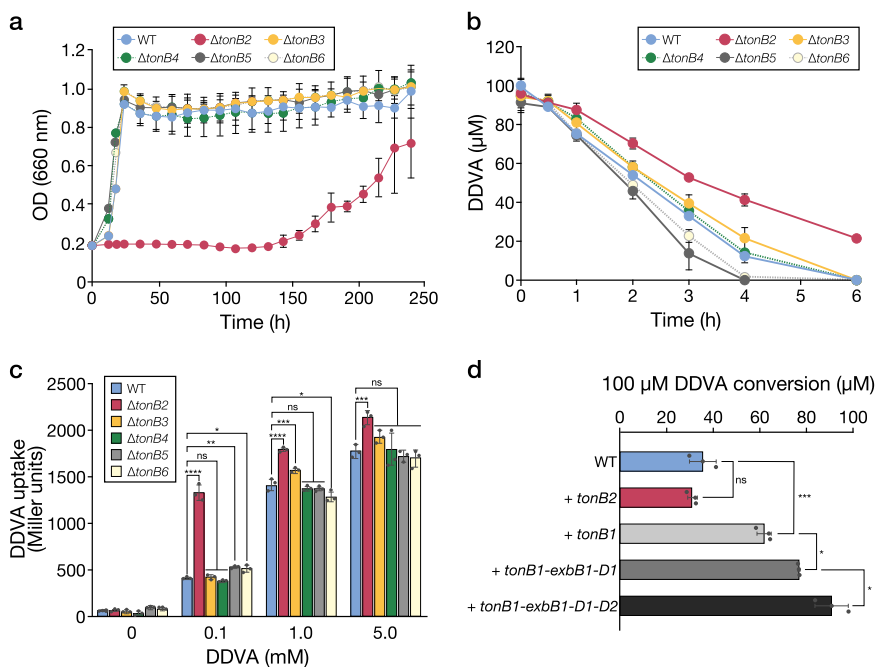 a
WT ΔtonB2 ΔtonB3
ΔtonB4 ΔtonB5 ΔtonB6
1.2
1.0
0.8
0.6
0.4
0.2
0
OD (660 nm)
0 50 100 150 200 250
Time (h)
b
WT ΔtonB2 ΔtonB3
ΔtonB4 ΔtonB5 ΔtonB6
120
100
80
60
40
20
0
DDVA (µM)
0 1 2 3 4 5 6
Time (h)
c
WT
ΔtonB2
ΔtonB3
ΔtonB4
ΔtonB5
ΔtonB6
2500
2000
1500
1000
500
0
DDVA uptake
(Miller units)
*
**
ns
****
*
ns
***
****
ns
***
0 0.1 1.0 5.0
DDVA (mM)
d
100 µM DDVA conversion (µM)
0 20 40 60 80 100
WT
+ tonB2
+ tonB1
+ tonB1-exbB1-D1
+ tonB1-exbB1-D1-D2
ns
***
*
*